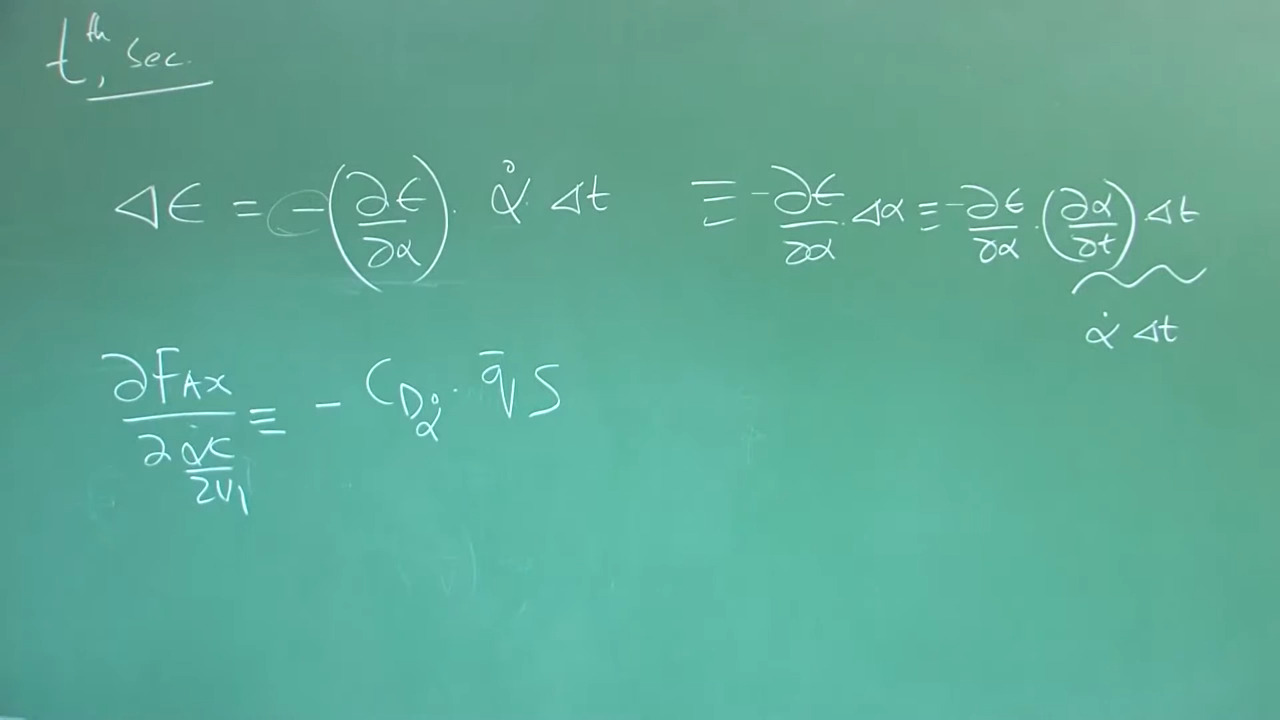 t^th, sec.
Δϵ = -(∂ϵ/∂α) · α̇ Δt ≡ -∂ϵ/∂α · Δα ≡ -∂ϵ/∂α · (∂α/∂t) Δt
α̇ Δt
∂F_AX/∂(α̇c/2V₁) ≡ - C_Dα̇ · q̄ S